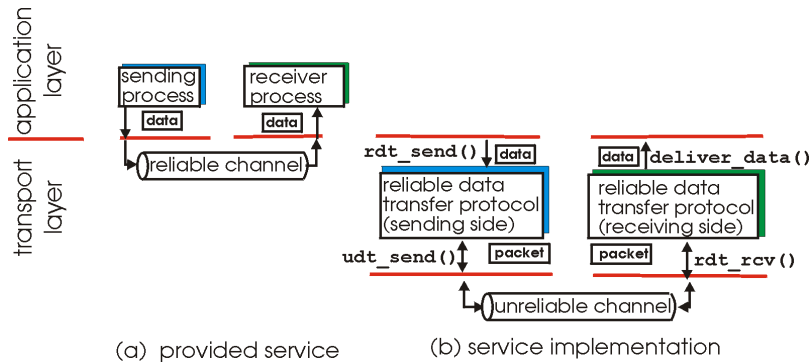 application
layer
transport
layer
sending
process
receiver
process
data
data
reliable channel
(a) provided service
rdt_send()
data
data
deliver_data()
reliable data
transfer protocol
(sending side)
reliable data
transfer protocol
(receiving side)
udt_send()
packet
packet
rdt_rcv()
unreliable channel
(b) service implementation